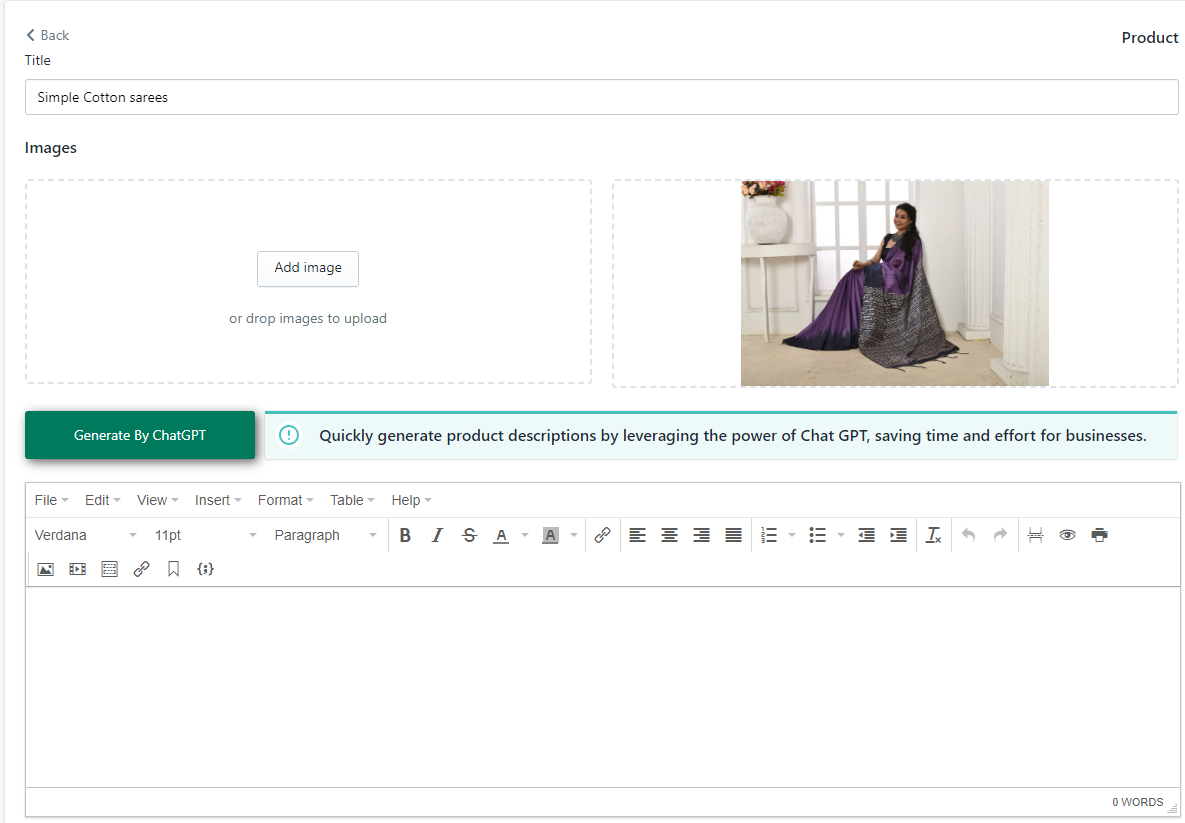 Back
Product
Title
Simple Cotton sarees
Images
Add image
or drop images to upload
Generate By ChatGPT
Quickly generate product descriptions by leveraging the power of Chat GPT, saving time and effort for businesses.
File Edit View Insert Format Table Help
Verdana 11pt Paragraph B I S A A
0 WORDS